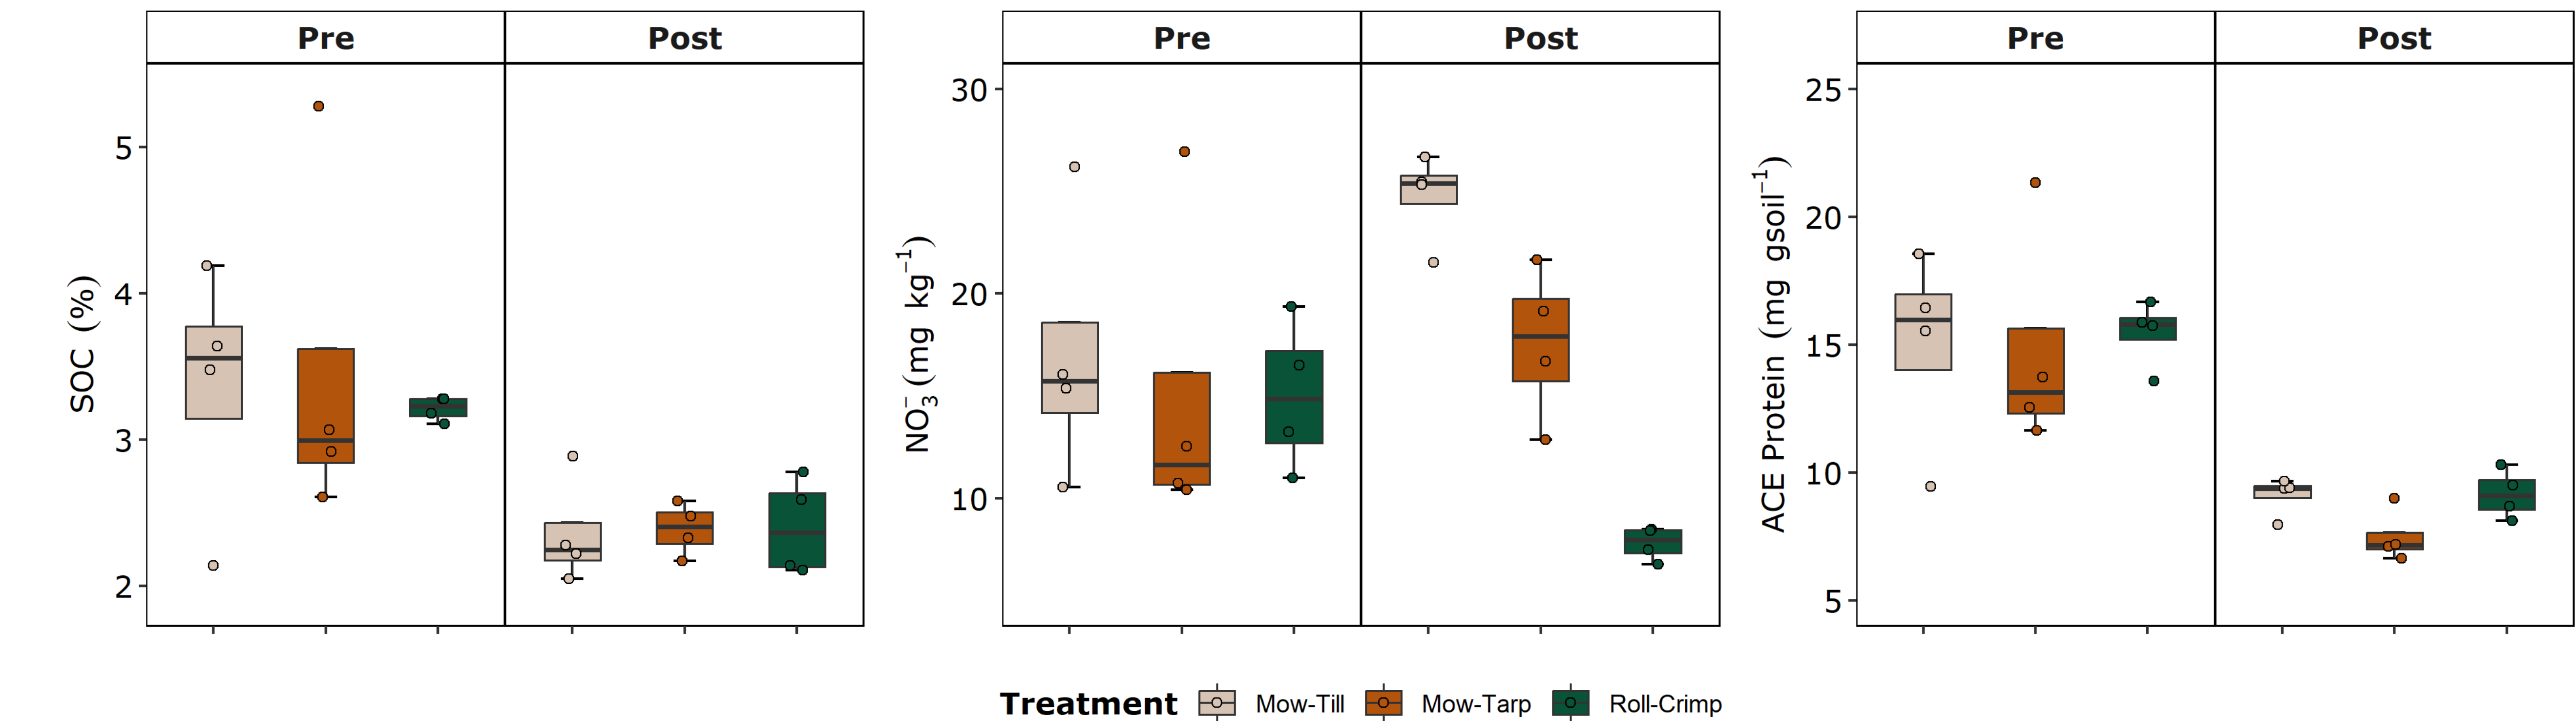 Pre Post
SOC (%)
5
4
3
2
Pre Post
NO₃⁻ (mg kg⁻¹)
30
20
10
Pre Post
ACE Protein (mg gsoil⁻¹)
25
20
15
10
5
Treatment Mow-Till Mow-Tarp Roll-Crimp